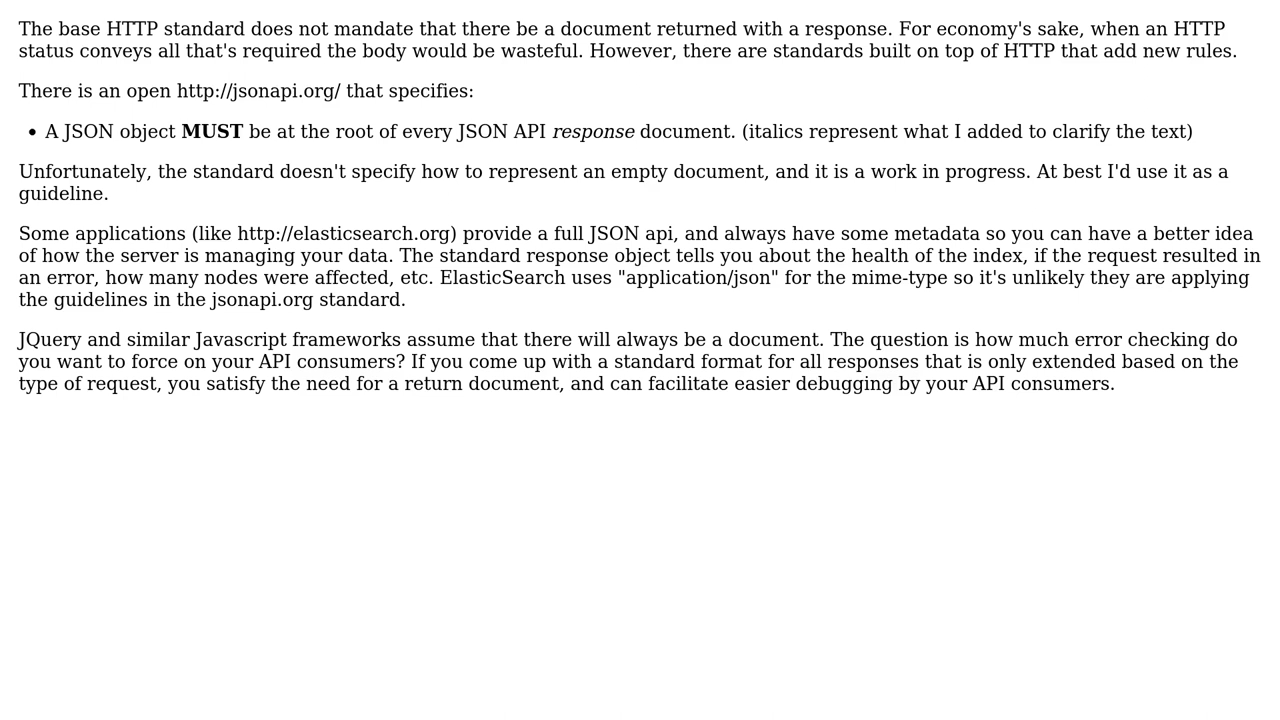 The base HTTP standard does not mandate that there be a document returned with a response. For economy's sake, when an HTTP
status conveys all that's required the body would be wasteful. However, there are standards built on top of HTTP that add new rules.
There is an open http://jsonapi.org/ that specifies:
• A JSON object MUST be at the root of every JSON API response document. (italics represent what I added to clarify the text)
Unfortunately, the standard doesn't specify how to represent an empty document, and it is a work in progress. At best I'd use it as a
guideline.
Some applications (like http://elasticsearch.org) provide a full JSON api, and always have some metadata so you can have a better idea
of how the server is managing your data. The standard response object tells you about the health of the index, if the request resulted in
an error, how many nodes were affected, etc. ElasticSearch uses "application/json" for the mime-type so it's unlikely they are applying
the guidelines in the jsonapi.org standard.
JQuery and similar Javascript frameworks assume that there will always be a document. The question is how much error checking do
you want to force on your API consumers? If you come up with a standard format for all responses that is only extended based on the
type of request, you satisfy the need for a return document, and can facilitate easier debugging by your API consumers.